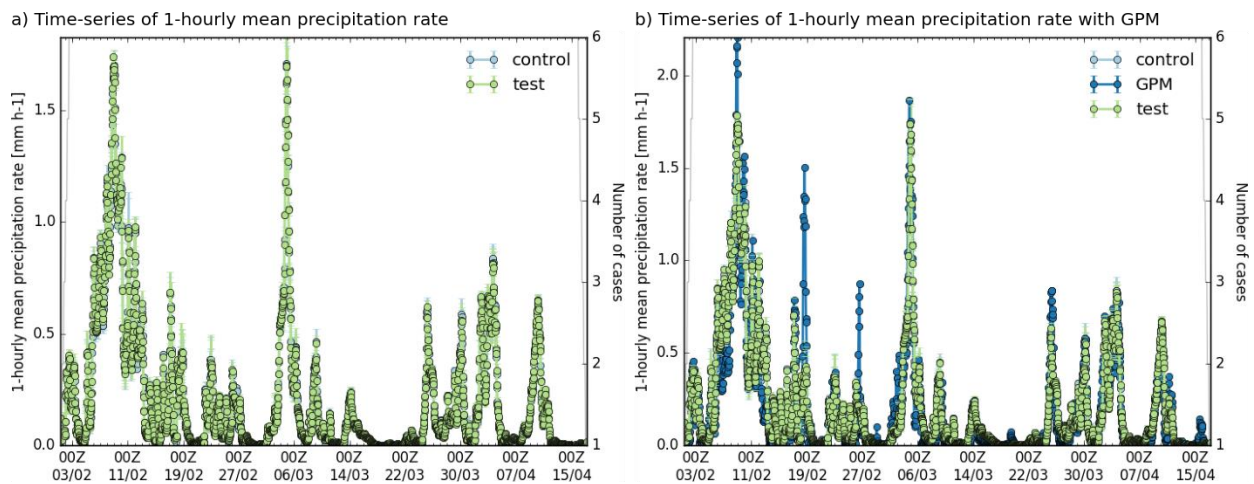 a) Time-series of 1-hourly mean precipitation rate
1-hourly mean precipitation rate [mm h-1]
1.5
1.0
0.5
0.0
control
test
6
5
4
3
2
1
Number of cases
00Z 00Z 00Z 00Z 00Z 00Z 00Z 00Z 00Z 00Z
03/02 11/02 19/02 27/02 06/03 14/03 22/03 30/03 07/04 15/04
b) Time-series of 1-hourly mean precipitation rate with GPM
1-hourly mean precipitation rate [mm h-1]
2.0
1.5
1.0
0.5
0.0
control
GPM
test
6
5
4
3
2
1
Number of cases
00Z 00Z 00Z 00Z 00Z 00Z 00Z 00Z 00Z 00Z
03/02 11/02 19/02 27/02 06/03 14/03 22/03 30/03 07/04 15/04